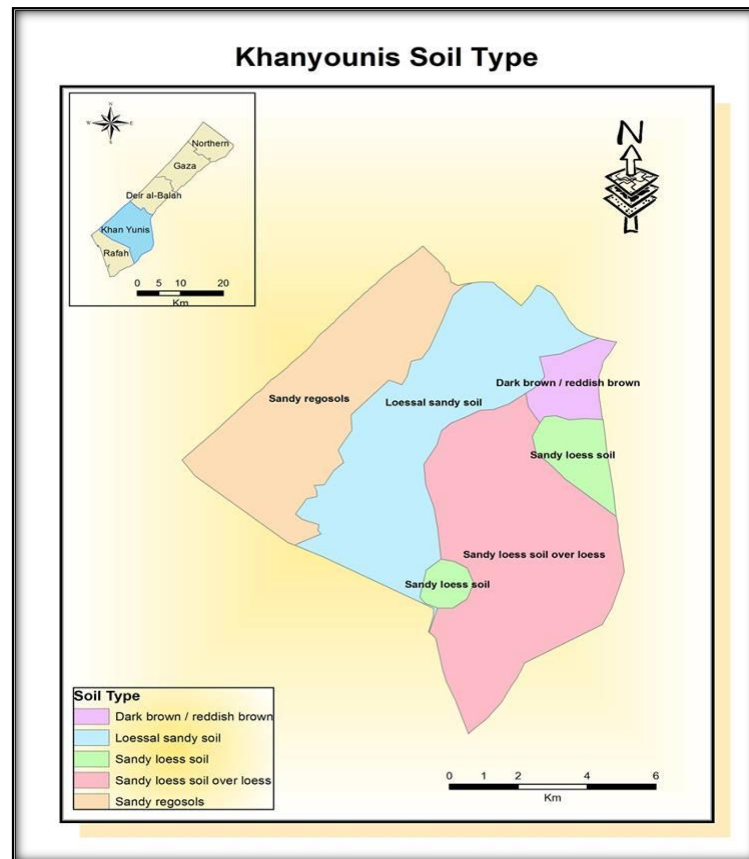 Khanyounis Soil Type
N
Northern
Gaza
Deir al-Balah
Khan Yunis
Rafah
0 5 10 20
Km
N
Dark brown / reddish brown
Sandy regosols
Loessal sandy soil
Sandy loess soil
Sandy loess soil over loess
Sandy loess soil
Soil Type
Dark brown / reddish brown
Loessal sandy soil
Sandy loess soil
Sandy loess soil over loess
Sandy regosols
0 1 2 4 6
Km